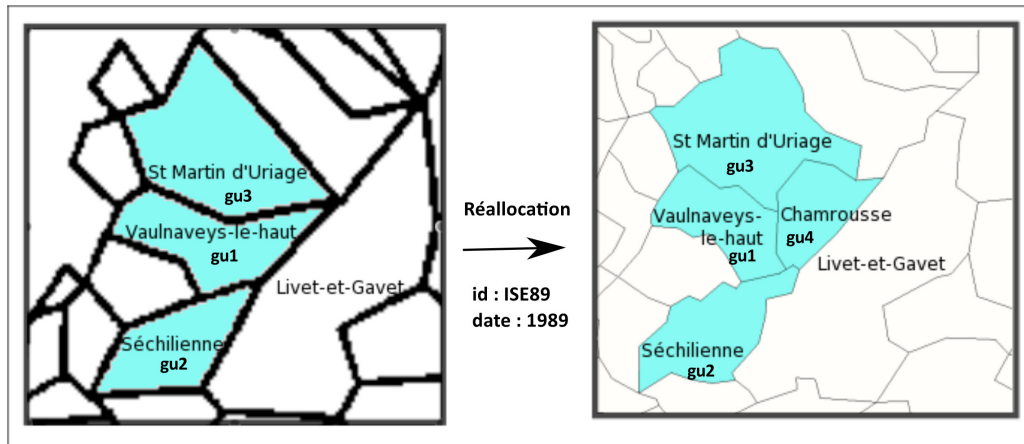 St Martin d'Uriage
gu3
Vaulnaveys-le-haut
gu1
Livet-et-Gavet
Séchilienne
gu2
Réallocation
id : ISE89
date : 1989
St Martin d'Uriage
gu3
Vaulnaveys-
le-haut
gu1
Chamrousse
gu4
Livet-et-Gavet
Séchilienne
gu2